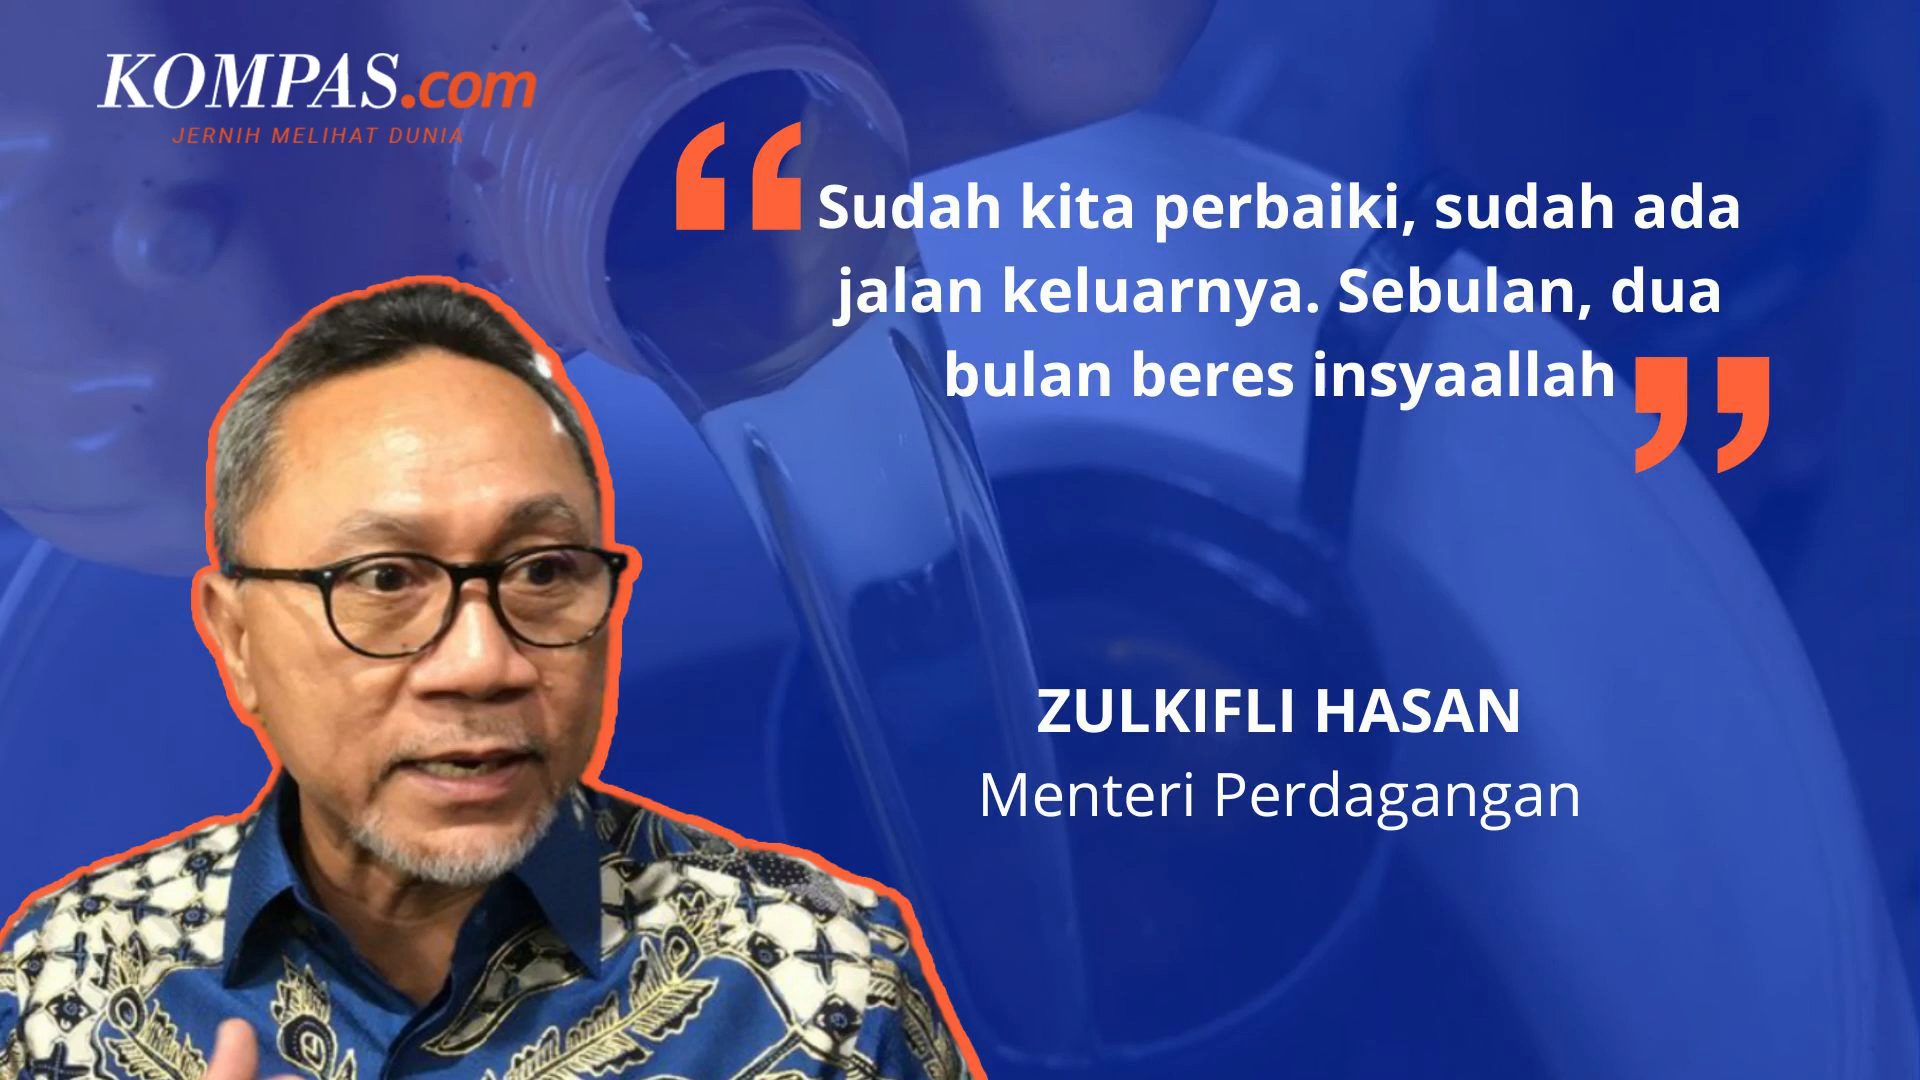 KOMPAS.com
JERNIH MELIHAT DUNIA
“Sudah kita perbaiki, sudah ada
jalan keluarnya. Sebulan, dua
bulan beres insyaallah”
ZULKIFLI HASAN
Menteri Perdagangan